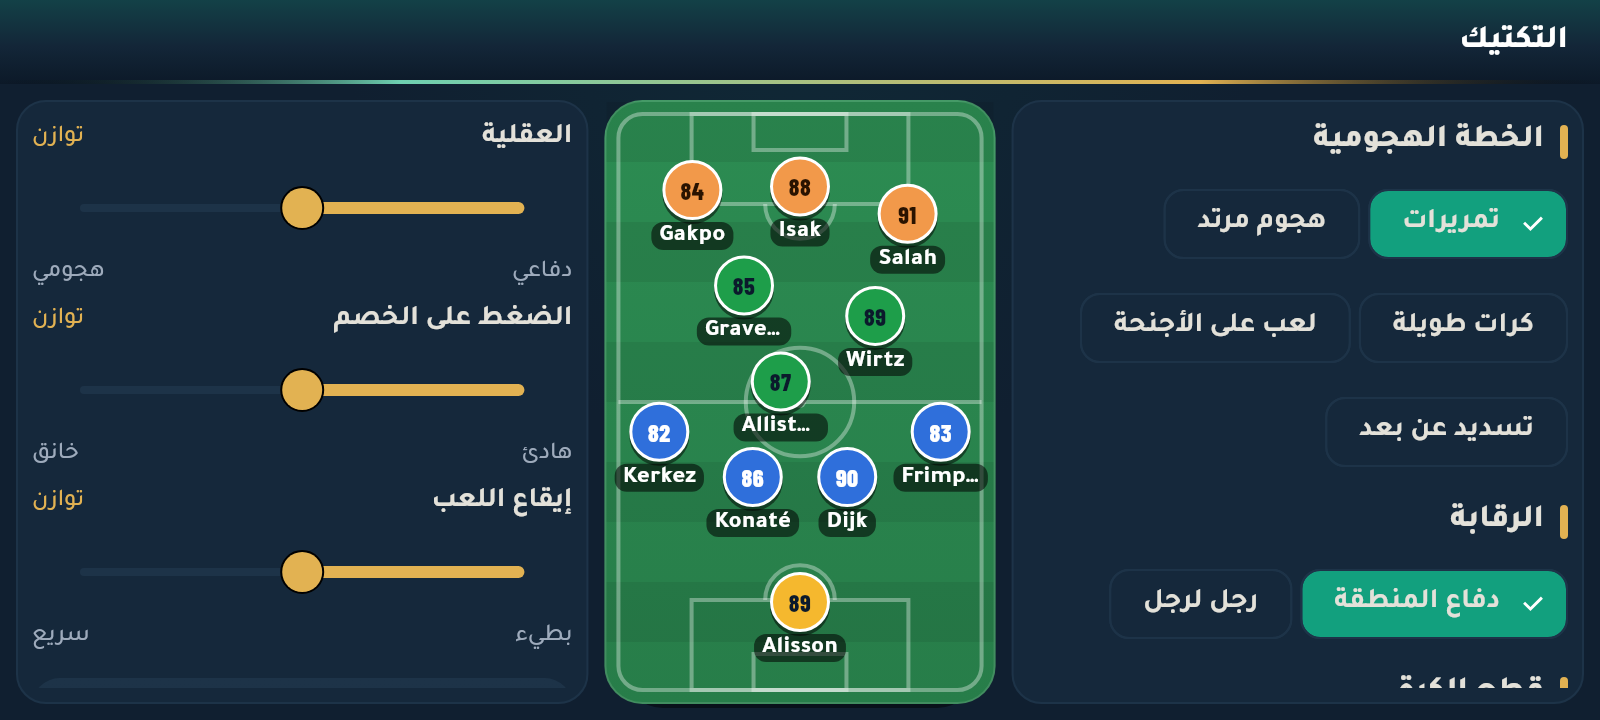 التكتيك
الخطة الهجومية
تمريرات
هجوم مرتد
كرات طويلة
لعب على الأجنحة
تسديد عن بعد
الرقابة
دفاع المنطقة
رجل لرجل
قطع الكرة
84
Gakpo
88
Isak
91
Salah
85
Grave...
89
Wirtz
87
Allist...
82
Kerkez
86
Konaté
90
Dijk
83
Frimp...
89
Alisson
العقلية
توازن
دفاعي
هجومي
الضغط على الخصم
توازن
هادئ
خانق
إيقاع اللعب
توازن
بطيء
سريع